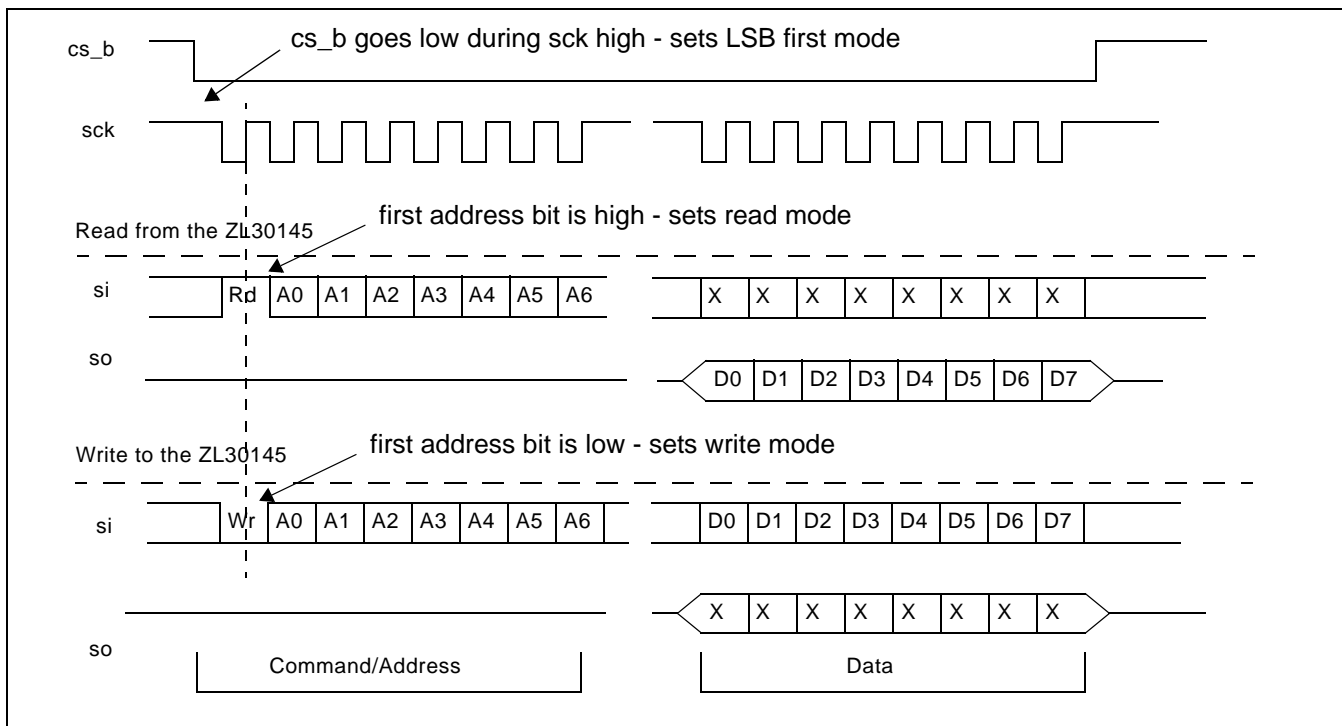 cs_b goes low during sck high - sets LSB first mode
cs_b
sck
first address bit is high - sets read mode
Read from the ZL30145
si
Rd A0 A1 A2 A3 A4 A5 A6 X X X X X X X X
so
D0 D1 D2 D3 D4 D5 D6 D7
first address bit is low - sets write mode
Write to the ZL30145
si
Wr A0 A1 A2 A3 A4 A5 A6 D0 D1 D2 D3 D4 D5 D6 D7
X X X X X X X X
so
Command/Address Data